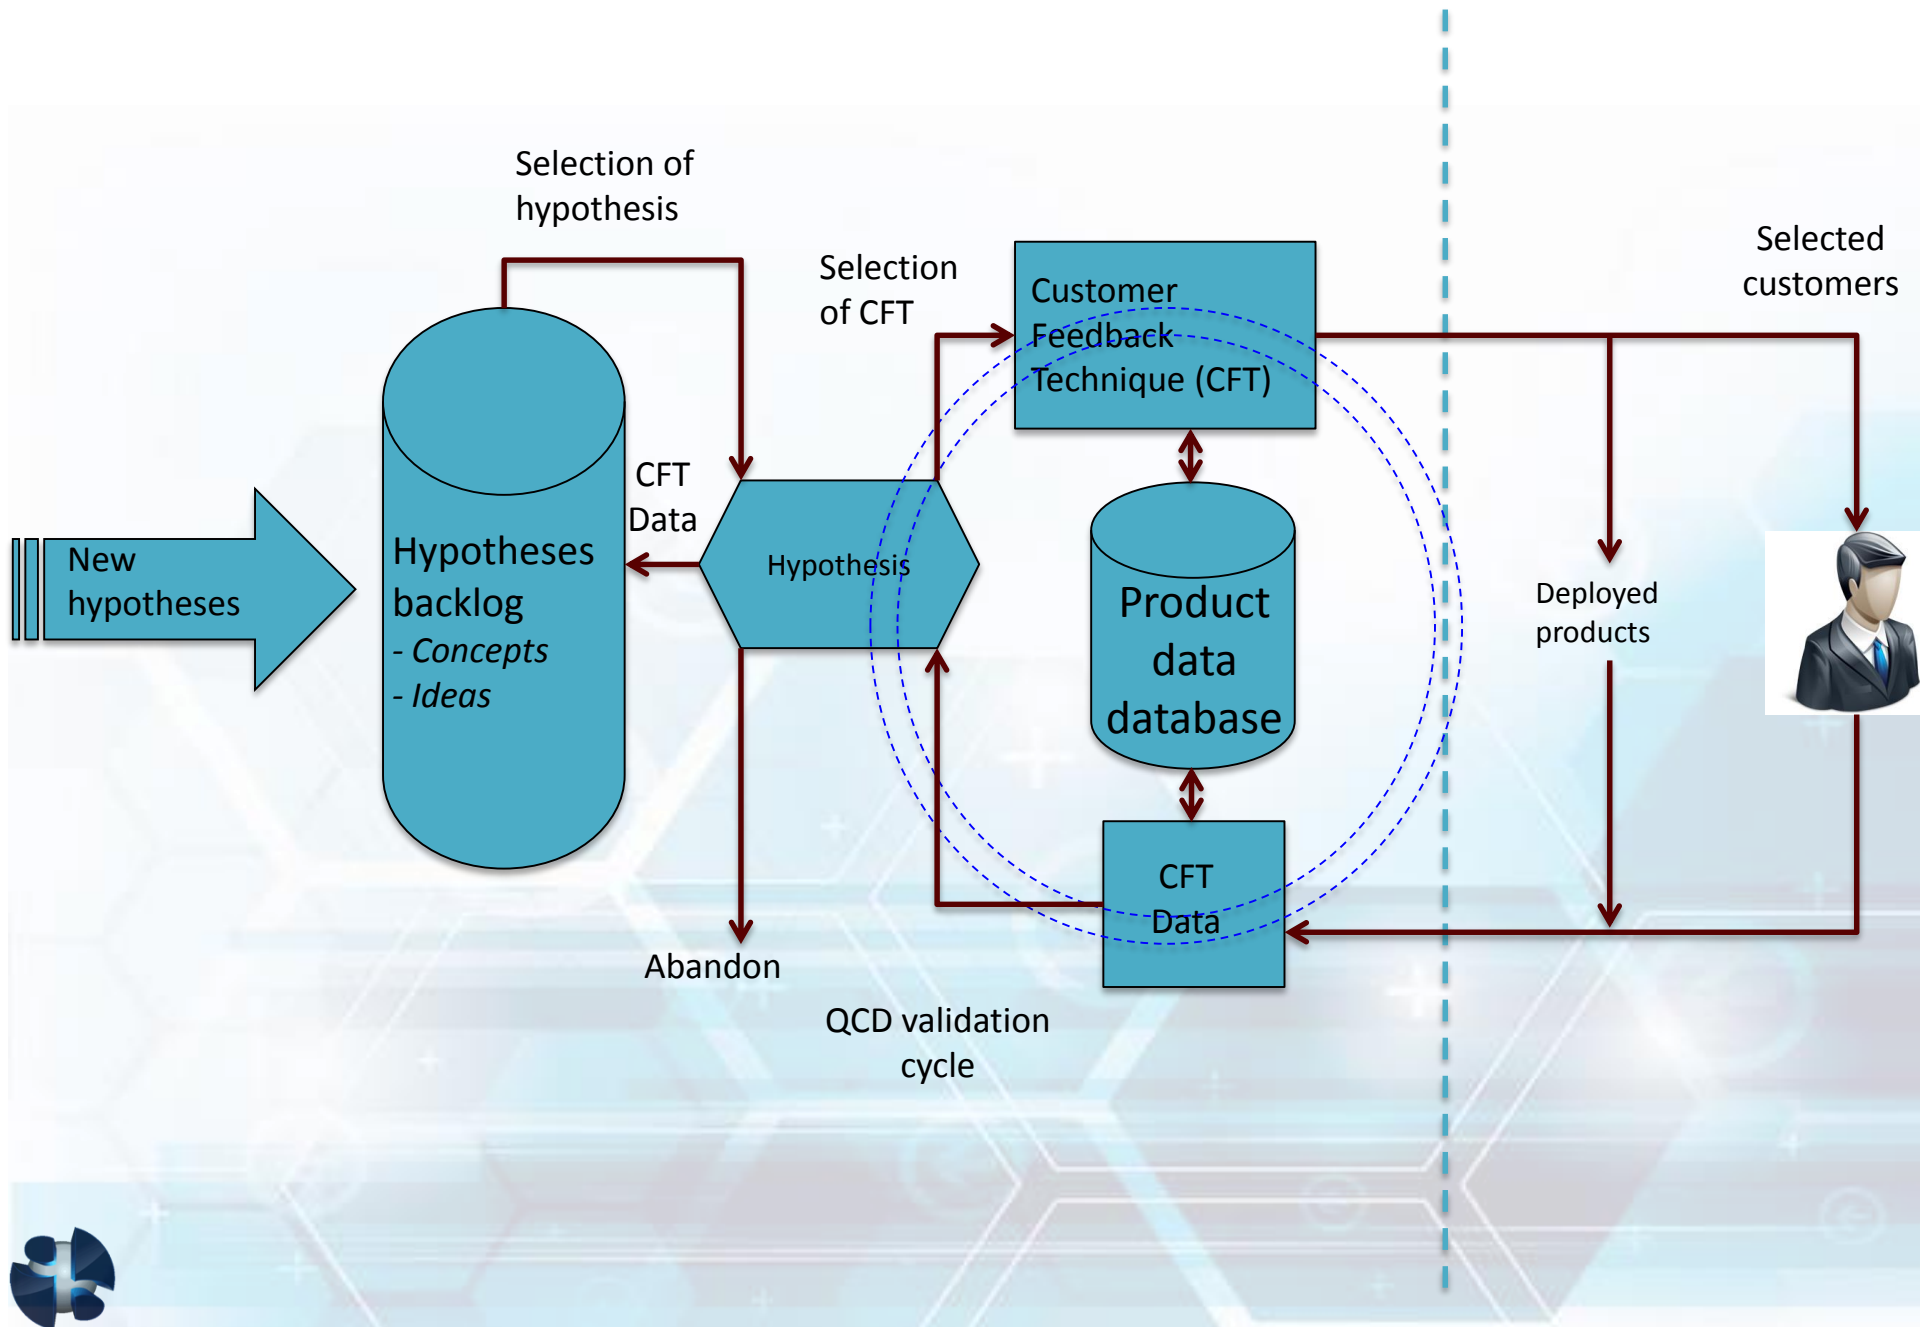 Selection of
hypothesis
Selected
customers
Selection
of CFT
Customer
Feedback
Technique (CFT)
CFT
Data
New
hypotheses
Hypotheses
backlog
- Concepts
- Ideas
Hypothesis
Product
data
database
Deployed
products
CFT
Data
Abandon
QCD validation
cycle